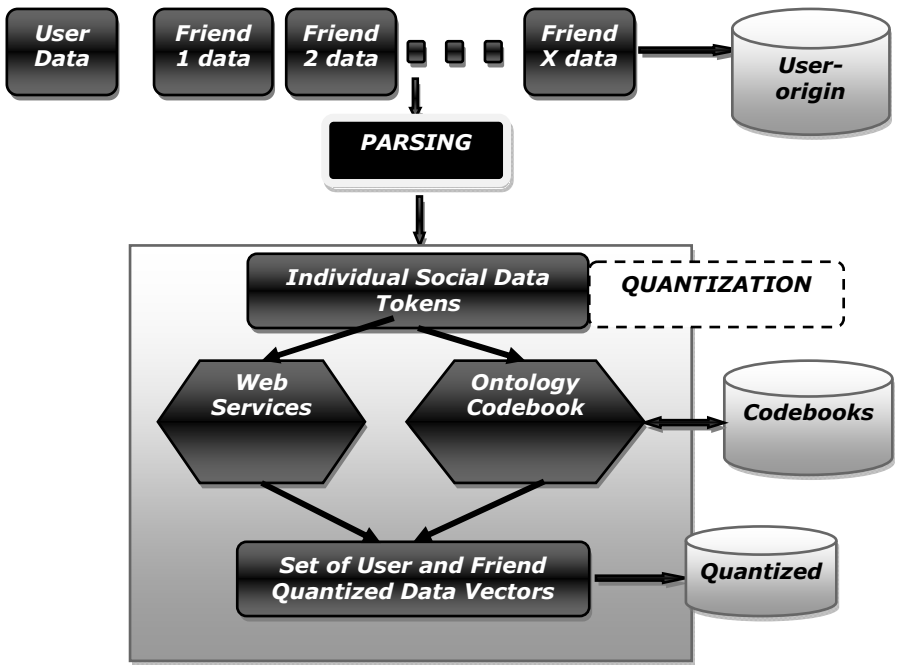 User
Data
Friend
1 data
Friend
2 data
Friend
X data
User-
origin
PARSING
Individual Social Data
Tokens
QUANTIZATION
Web
Services
Ontology
Codebook
Codebooks
Set of User and Friend
Quantized Data Vectors
Quantized